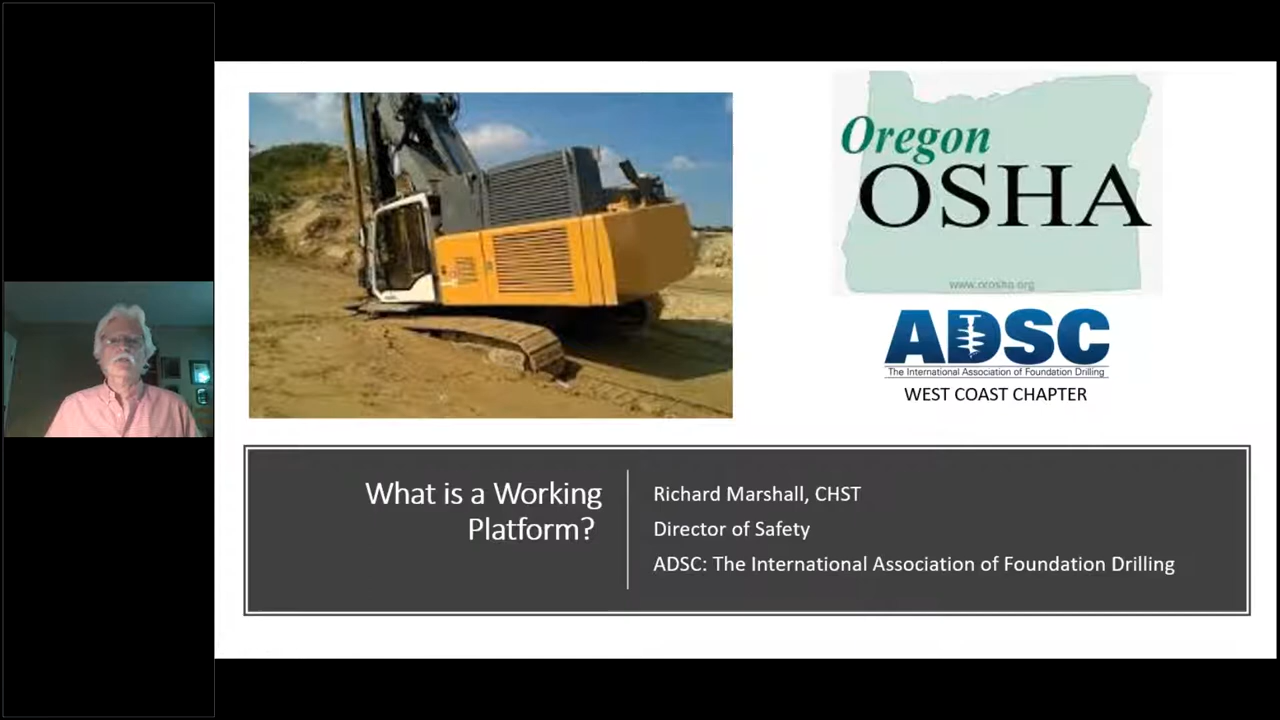 Oregon
OSHA
www.orosha.org
ADSC
The International Association of Foundation Drilling
WEST COAST CHAPTER
What is a Working
Platform?
Richard Marshall, CHST
Director of Safety
ADSC: The International Association of Foundation Drilling